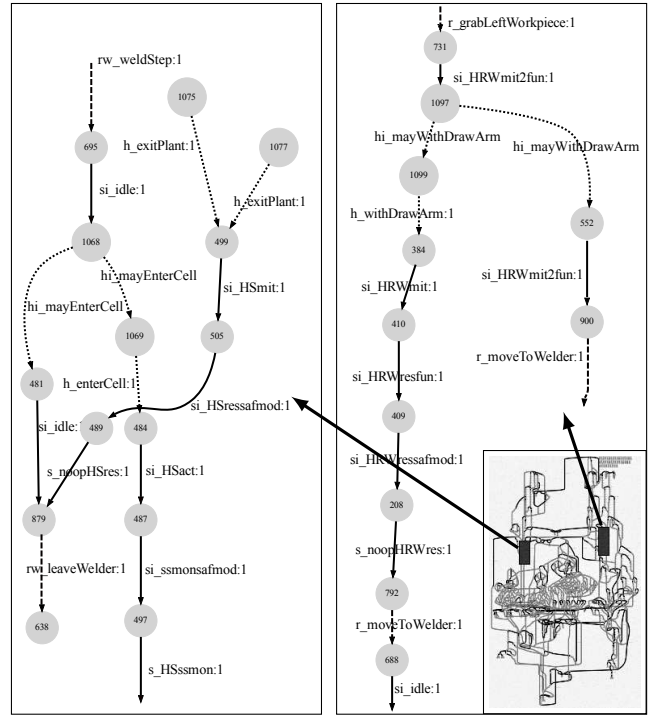 rw_weldStep:1
1075
1077
695
h_exitPlant:1
h_exitPlant:1
si_idle:1
1068
499
hi_mayEnterCell
si_HSmit:1
hi_mayEnterCell
1069
505
481
h_enterCell:1
si_HSressafmod:1
si_idle:
489
484
s_noopHSres:1
si_HSact:1
879
487
rw_leaveWelder:1
si_ssmonsafmod:1
638
497
s_HSssmon:1
r_grabLeftWorkpiece:1
731
si_HRWmit2fun:1
1097
hi_mayWithDrawArm
hi_mayWithDrawArm
1099
h_withDrawArm:1
552
384
si_HRWmit2fun:1
si_HRWmit:1
410
900
r_moveToWelder:1
si_HRWresfun:1
409
si_HRWressafmod:1
208
s_noopHRWres:1
792
r_moveToWelder:1
688
si_idle:1